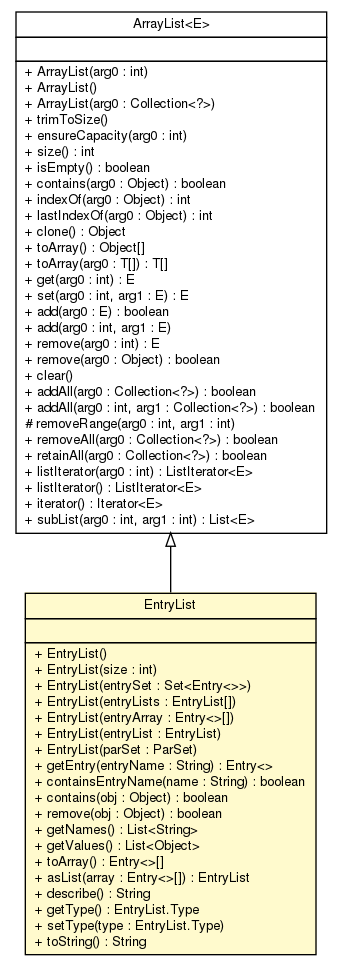 ArrayList<E>
+ ArrayList(arg0 : int)
+ ArrayList()
+ ArrayList(arg0 : Collection<?>)
+ trimToSize()
+ ensureCapacity(arg0 : int)
+ size() : int
+ isEmpty() : boolean
+ contains(arg0 : Object) : boolean
+ indexOf(arg0 : Object) : int
+ lastIndexOf(arg0 : Object) : int
+ clone() : Object
+ toArray() : Object[]
+ toArray(arg0 : T[]) : T[]
+ get(arg0 : int) : E
+ set(arg0 : int, arg1 : E) : E
+ add(arg0 : E) : boolean
+ add(arg0 : int, arg1 : E)
+ remove(arg0 : int) : E
+ remove(arg0 : Object) : boolean
+ clear()
+ addAll(arg0 : Collection<?>) : boolean
+ addAll(arg0 : int, arg1 : Collection<?>) : boolean
# removeRange(arg0 : int, arg1 : int)
+ removeAll(arg0 : Collection<?>) : boolean
+ retainAll(arg0 : Collection<?>) : boolean
+ listIterator(arg0 : int) : ListIterator<E>
+ listIterator() : ListIterator<E>
+ iterator() : Iterator<E>
+ subList(arg0 : int, arg1 : int) : List<E>
EntryList
+ EntryList()
+ EntryList(size : int)
+ EntryList(entrySet : Set<Entry<>>)
+ EntryList(entryLists : EntryList[])
+ EntryList(entryArray : Entry<>[])
+ EntryList(entryList : EntryList)
+ EntryList(parSet : ParSet)
+ getEntry(entryName : String) : Entry<>
+ containsEntryName(name : String) : boolean
+ contains(obj : Object) : boolean
+ remove(obj : Object) : boolean
+ getNames() : List<String>
+ getValues() : List<Object>
+ toArray() : Entry<>[]
+ asList(array : Entry<>[]) : EntryList
+ describe() : String
+ getType() : EntryList.Type
+ setType(type : EntryList.Type)
+ toString() : String